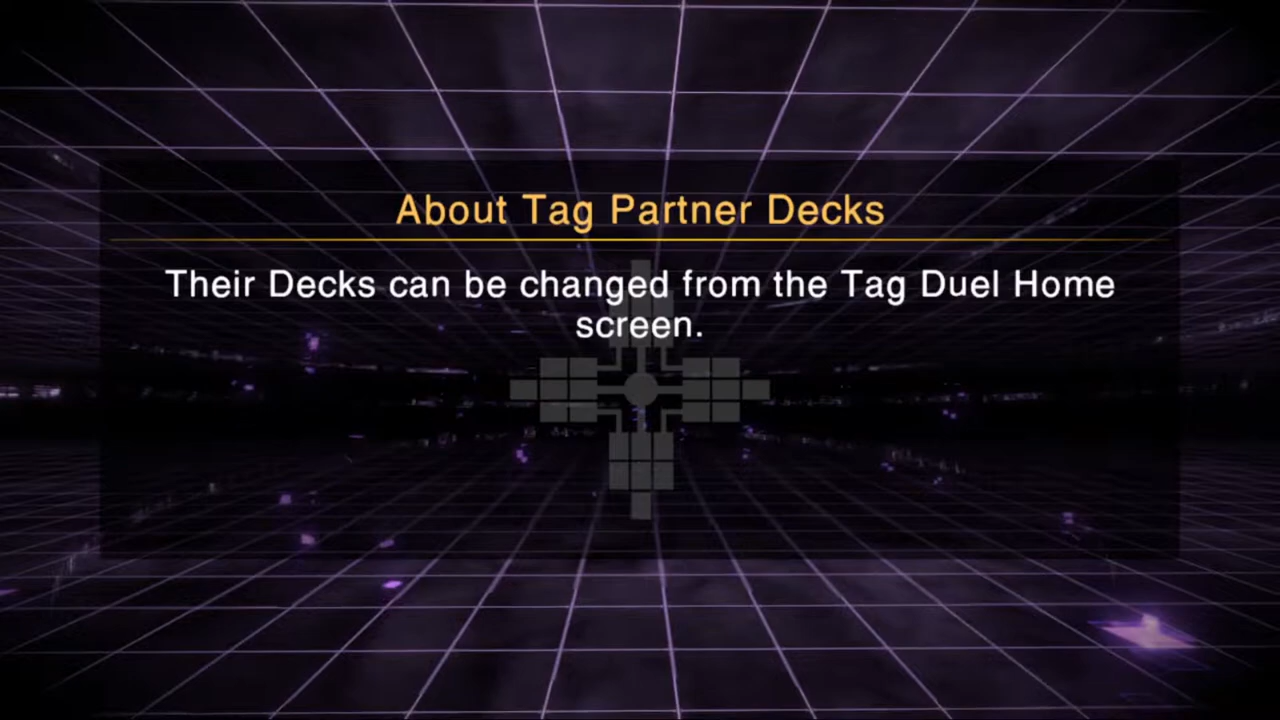 About Tag Partner Decks
Their Decks can be changed from the Tag Duel Home
screen.